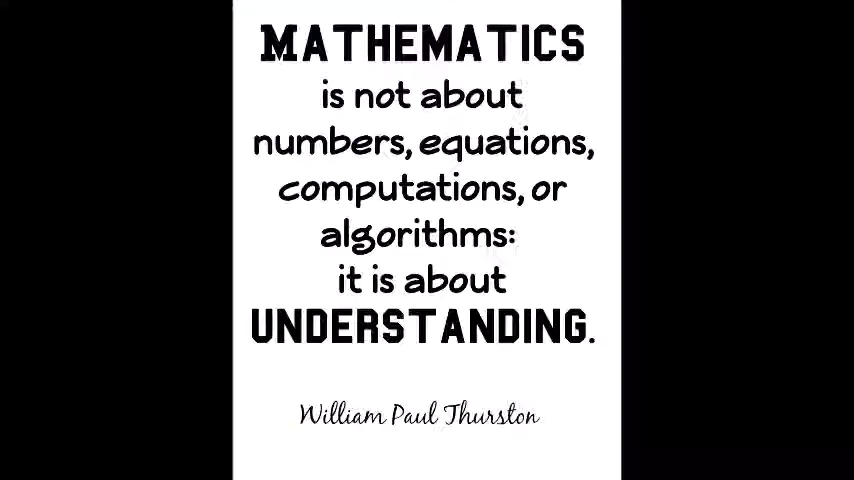 MATHEMATICS
is not about
numbers, equations,
computations, or
algorithms:
it is about
UNDERSTANDING.
William Paul Thurston